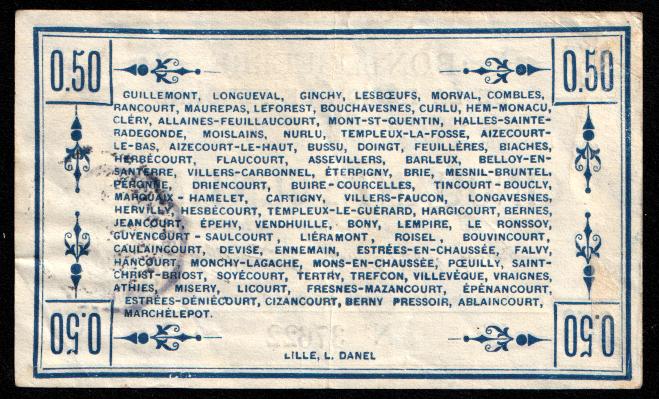 0.50 0.50
GUILLEMONT, LONGUEVAL, GINCHY, LESBŒUFS, MORVAL, COMBLES,
RANCOURT, MAUREPAS, LEFOREST, BOUCHAVESNES, CURLU, HEM-MONACU,
CLÉRY, ALLAINES-FEUILLAUCOURT, MONT-ST-QUENTIN, HALLES-SAINTE-
RADEGONDE, MOISLAINS, NURLU, TEMPLEUX-LA-FOSSE, AIZECOURT-
LE-BAS, AIZECOURT-LE-HAUT, BUSSU, DOINGT, FEUILLÈRES, BIACHES,
HERBÉCOURT, FLAUCOURT, ASSEVILLERS, BARLEUX, BELLOY-EN-
SANTERRE, VILLERS-CARBONNEL, ÉTERPIGNY, BRIE, MESNIL-BRUNTEL,
PÉRONNE, DRIENCOURT, BUIRE-COURCELLES, TINCOURT-BOUCLY,
MARQUAIX-HAMELET, CARTIGNY, VILLERS-FAUCON, LONGAVESNES,
HERVILLY, HESBÉCOURT, TEMPLEUX-LE-GUÉRARD, HARGICOURT, BERNES,
JEANCOURT, ÉPEHY, VENDHUILLE, BONY, LEMPIRE, LE RONSSOY,
GUYENCOURT-SAULCOURT, LIÉRAMONT, ROISEL, BOUVINCOURT,
CAULAINCOURT, DEVISE, ENNEMAIN, ESTRÉES-EN-CHAUSSÉE, FALVY,
HANCOURT, MONCHY-LAGACHE, MONS-EN-CHAUSSÉE, PŒUILLY, SAINT-
CHRIST-BRIOST, SOYÉCOURT, TERTRY, TREFCON, VILLEVÊQUE, VRAIGNES,
ATHIES, MISERY, LICOURT, FRESNES-MAZANCOURT, ÉPÉNANCOURT,
ESTRÉES-DÉNIÉCOURT, CIZANCOURT, BERNY PRESSOIR, ABLAINCOURT,
MARCHÉLEPOT.
0.50 0.50
LILLE, L. DANEL